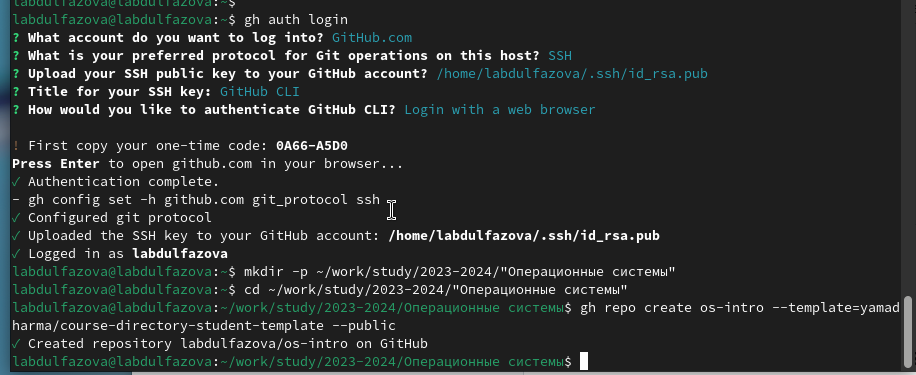 labdulfazova@labdulfazova:~$
labdulfazova@labdulfazova:~$ gh auth login
? What account do you want to log into? GitHub.com
? What is your preferred protocol for Git operations on this host? SSH
? Upload your SSH public key to your GitHub account? /home/labdulfazova/.ssh/id_rsa.pub
? Title for your SSH key: GitHub CLI
? How would you like to authenticate GitHub CLI? Login with a web browser
! First copy your one-time code: 0A66-A5D0
Press Enter to open github.com in your browser...
✓ Authentication complete.
- gh config set -h github.com git_protocol ssh
✓ Configured git protocol
✓ Uploaded the SSH key to your GitHub account: /home/labdulfazova/.ssh/id_rsa.pub
✓ Logged in as labdulfazova
labdulfazova@labdulfazova:~$ mkdir -p ~/work/study/2023-2024/"Операционные системы"
labdulfazova@labdulfazova:~$ cd ~/work/study/2023-2024/"Операционные системы"
labdulfazova@labdulfazova:~/work/study/2023-2024/Операционные системы$ gh repo create os-intro --template=yamad
harma/course-directory-student-template --public
✓ Created repository labdulfazova/os-intro on GitHub
labdulfazova@labdulfazova:~/work/study/2023-2024/Операционные системы$